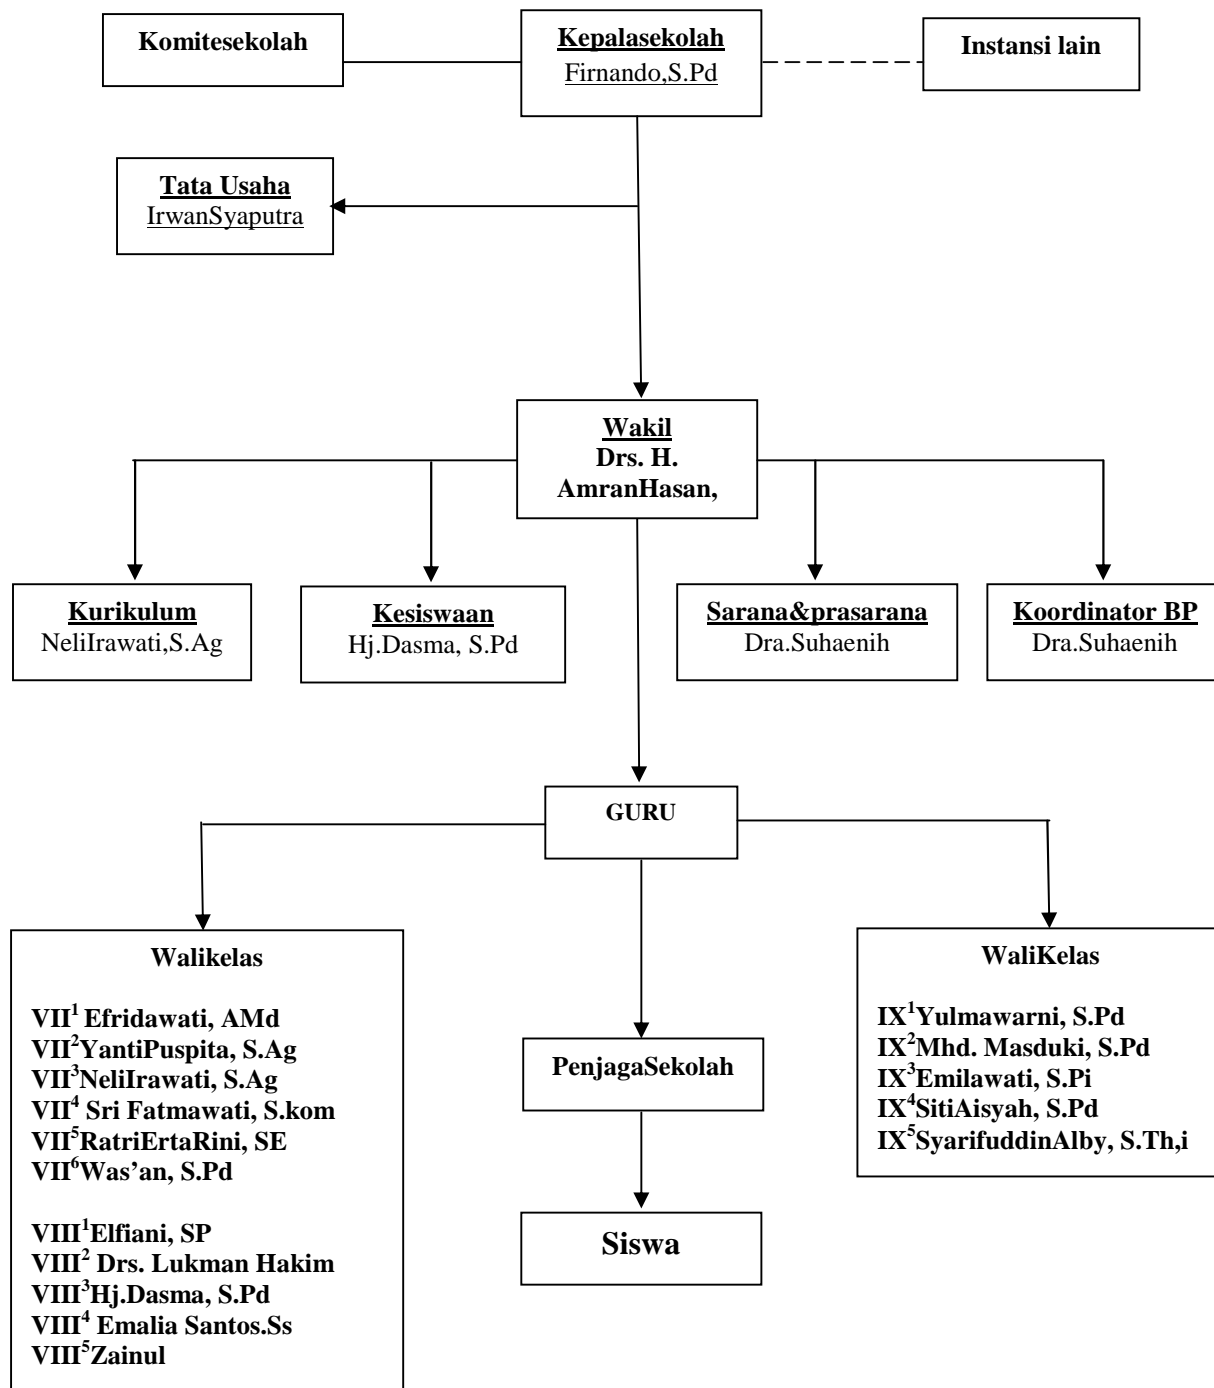 Komitesekolah
Kepalasekolah
Firnando,S.Pd
Instansi lain
Tata Usaha
IrwanSyaputra
Wakil
Drs. H.
AmranHasan,
Kurikulum
NeliIrawati,S.Ag
Kesiswaan
Hj.Dasma, S.Pd
Sarana&prasarana
Dra.Suhaenih
Koordinator BP
Dra.Suhaenih
GURU
Walikelas
VII¹ Efridawati, AMd
VII²YantiPuspita, S.Ag
VII³NeliIrawati, S.Ag
VII⁴ Sri Fatmawati, S.kom
VII⁵RatriErtaRini, SE
VII⁶Was’an, S.Pd
VIII¹Elfiani, SP
VIII² Drs. Lukman Hakim
VIII³Hj.Dasma, S.Pd
VIII⁴ Emalia Santos.Ss
VIII⁵Zainul
PenjagaSekolah
Siswa
WaliKelas
IX¹Yulmawarni, S.Pd
IX²Mhd. Masduki, S.Pd
IX³Emilawati, S.Pi
IX⁴SitiAisyah, S.Pd
IX⁵SyarifuddinAlby, S.Th,i